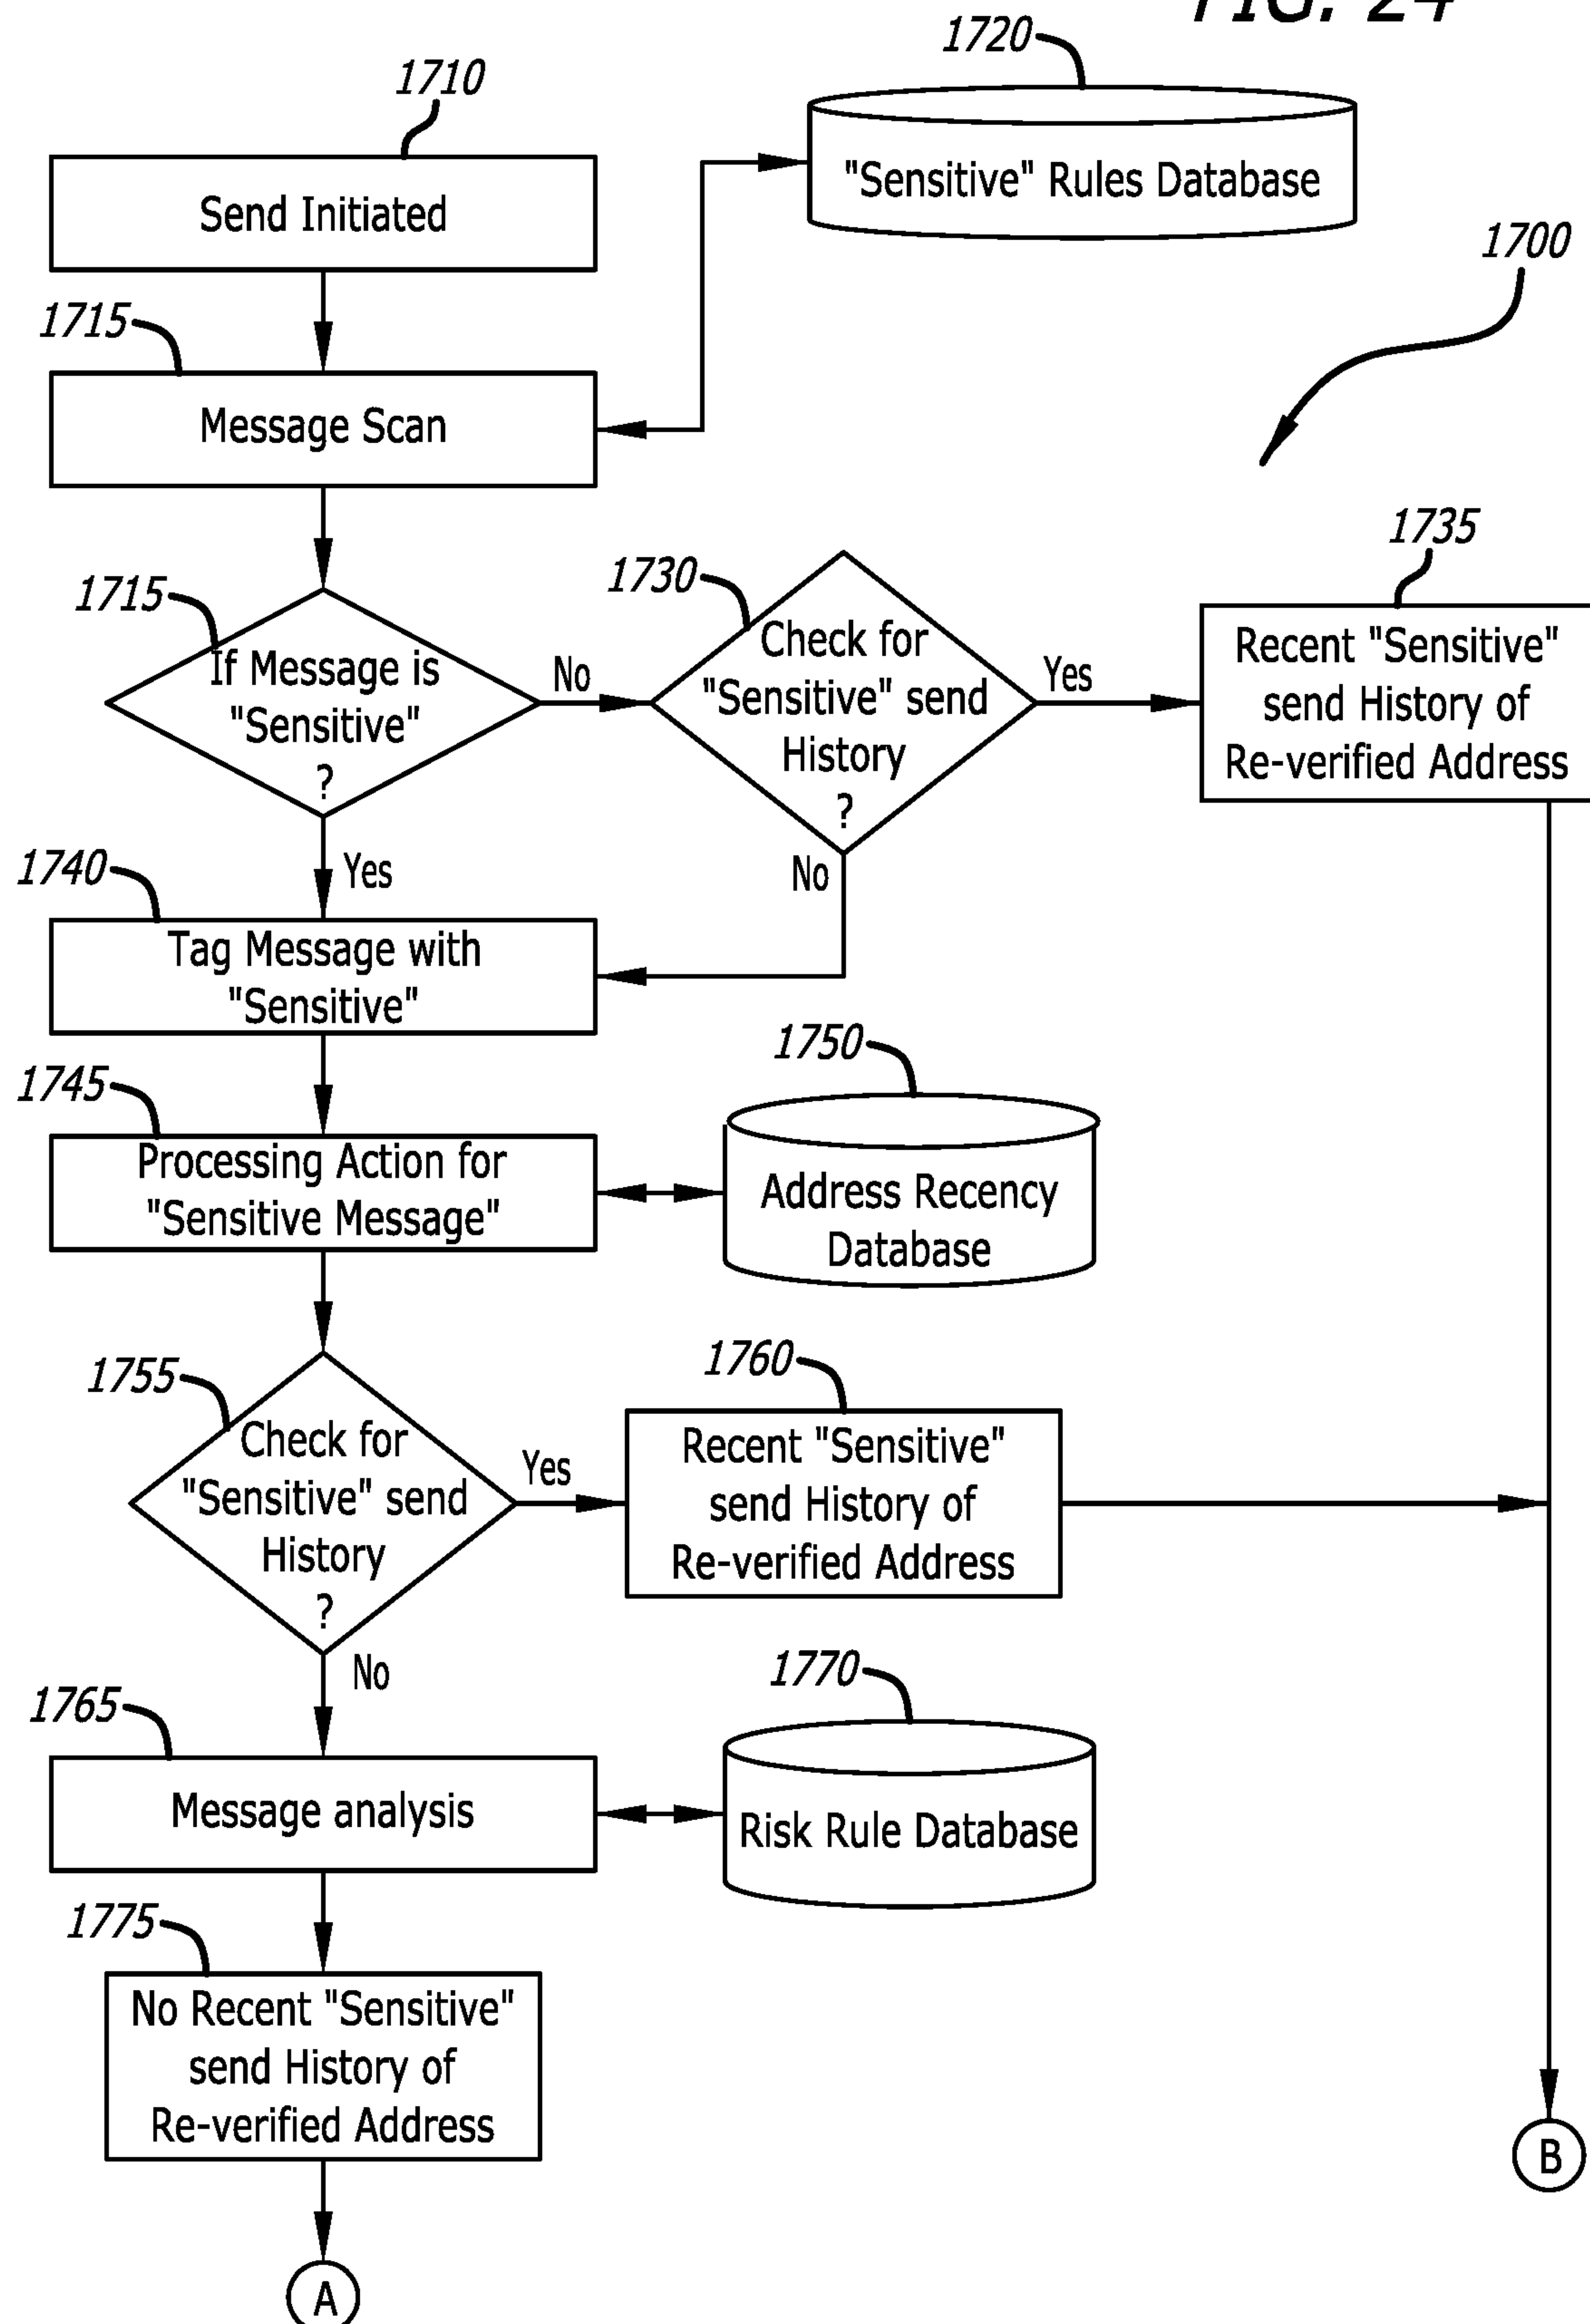 FIG. 24
1720
1710
"Sensitive" Rules Database
Send Initiated
1700
1715
Message Scan
1735
1730
1715
Check for
"Sensitive" send
History
?
Recent "Sensitive"
send History of
Re-verified Address
If Message is
"Sensitive"
?
No
Yes
1740
Yes
No
Tag Message with
"Sensitive"
1750
1745
Processing Action for
"Sensitive Message"
Address Recency
Database
1760
1755
Check for
"Sensitive" send
History
?
Yes
Recent "Sensitive"
send History of
Re-verified Address
No
1770
1765
Message analysis
Risk Rule Database
1775
No Recent "Sensitive"
send History of
Re-verified Address
B
A